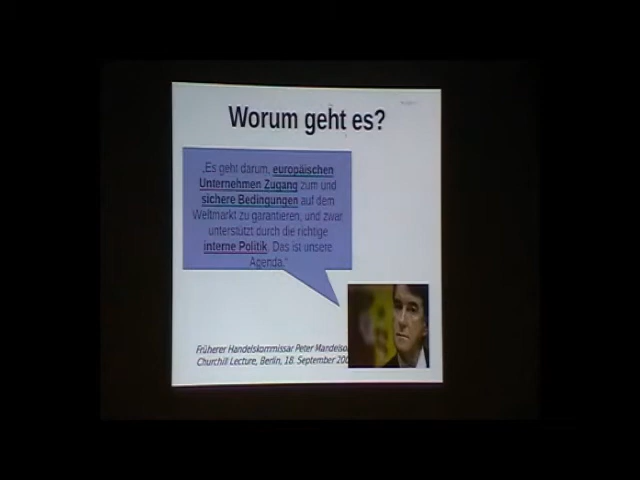 Worum geht es?
„Es geht darum, europäischen
Unternehmen Zugang zum und
sichere Bedingungen auf dem
Weltmarkt zu garantieren, und zwar
unterstützt durch die richtige
interne Politik. Das ist unsere
Agenda.“
Früherer Handelskommissar Peter Mandelso
Churchill Lecture, Berlin, 18. September 200